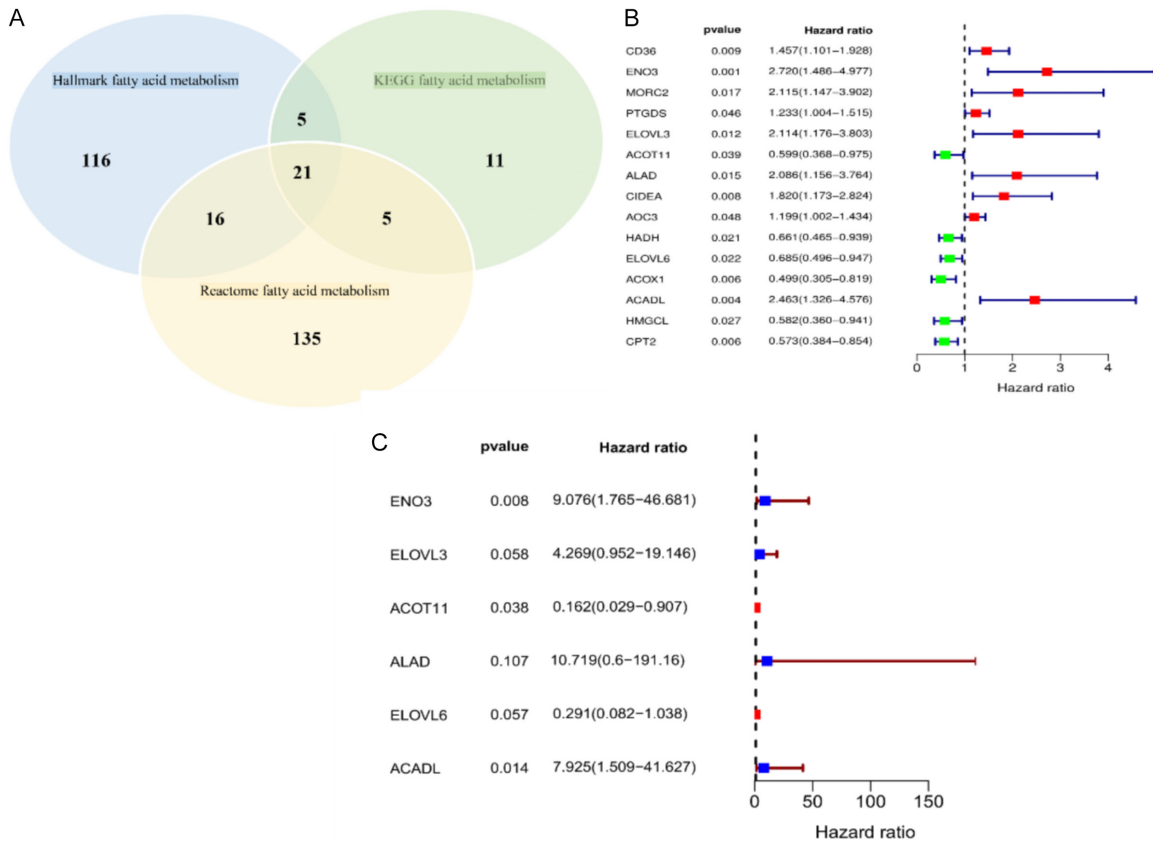 A
Hallmark fatty acid metabolism
KEGG fatty acid metabolism
5
116
11
21
16
5
Reactome fatty acid metabolism
135
B
pvalue Hazard ratio
CD36 0.009 1.457(1.101−1.928)
ENO3 0.001 2.720(1.486−4.977)
MORC2 0.017 2.115(1.147−3.902)
PTGDS 0.046 1.233(1.004−1.515)
ELOVL3 0.012 2.114(1.176−3.803)
ACOT11 0.039 0.599(0.368−0.975)
ALAD 0.015 2.086(1.156−3.764)
CIDEA 0.008 1.820(1.173−2.824)
AOC3 0.048 1.199(1.002−1.434)
HADH 0.021 0.661(0.465−0.939)
ELOVL6 0.022 0.685(0.496−0.947)
ACOX1 0.006 0.499(0.305−0.819)
ACADL 0.004 2.463(1.326−4.576)
HMGCL 0.027 0.582(0.360−0.941)
CPT2 0.006 0.573(0.384−0.854)
0 1 2 3 4
Hazard ratio
C
pvalue Hazard ratio
ENO3 0.008 9.076(1.765−46.681)
ELOVL3 0.058 4.269(0.952−19.146)
ACOT11 0.038 0.162(0.029−0.907)
ALAD 0.107 10.719(0.6−191.16)
ELOVL6 0.057 0.291(0.082−1.038)
ACADL 0.014 7.925(1.509−41.627)
0 50 100 150
Hazard ratio